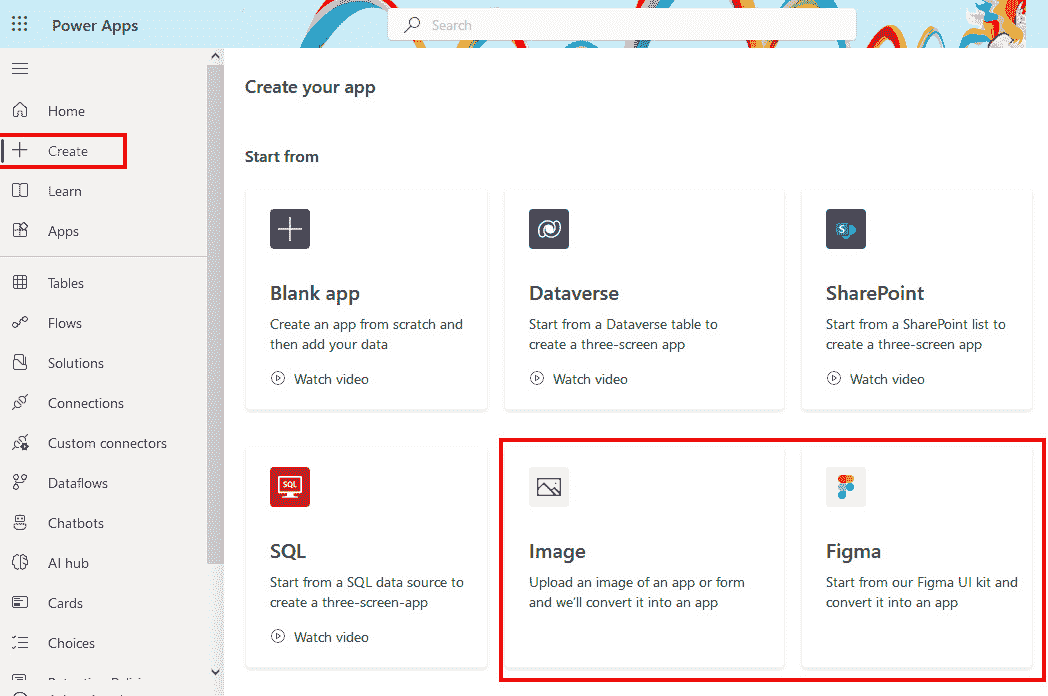 Power Apps
Search
Home
Create
Learn
Apps
Tables
Flows
Solutions
Connections
Custom connectors
Dataflows
Chatbots
AI hub
Cards
Choices
Create your app
Start from
Blank app
Create an app from scratch and
then add your data
Watch video
Dataverse
Start from a Dataverse table to
create a three-screen app
Watch video
SharePoint
Start from a SharePoint list to
create a three-screen app
Watch video
SQL
SQL
Start from a SQL data source to
create a three-screen-app
Watch video
Image
Upload an image of an app or form
and we'll convert it into an app
Figma
Start from our Figma UI kit and
convert it into an app